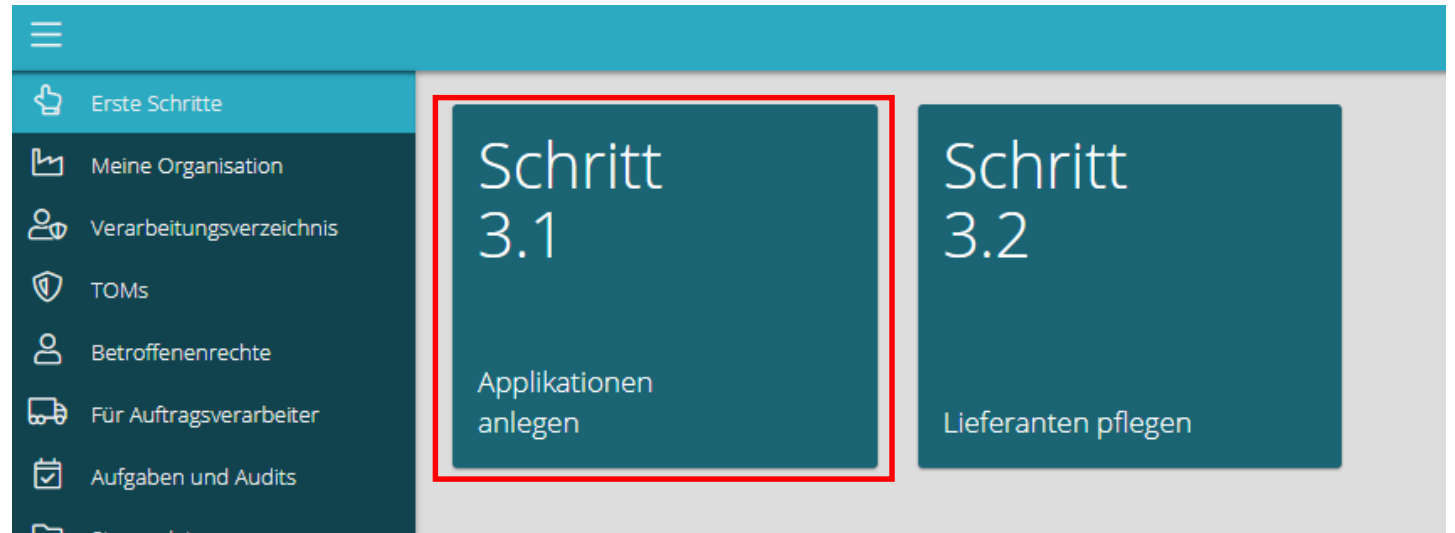 Erste Schritte
Meine Organisation
Verarbeitungsverzeichnis
TOMs
Betroffenenrechte
Für Auftragsverarbeiter
Aufgaben und Audits
Schritt
3.1
Applikationen
anlegen
Schritt
3.2
Lieferanten pflegen